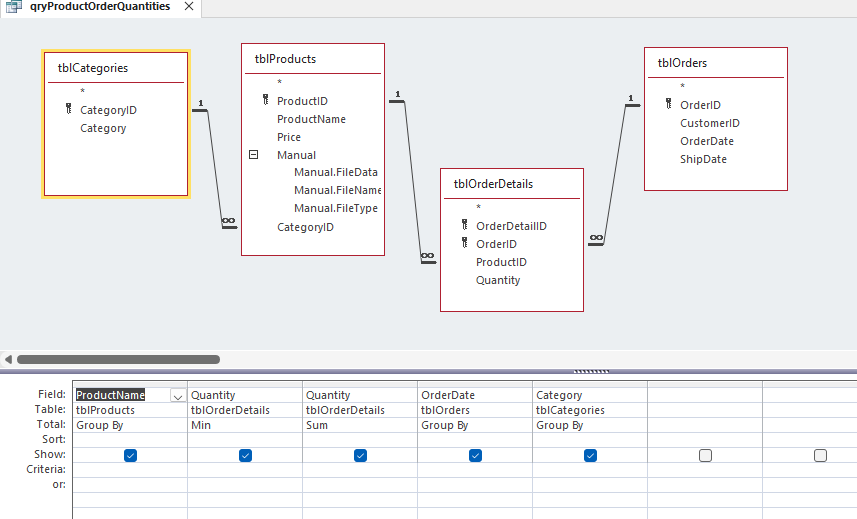 qryProductOrderQuantities
tblCategories
*
CategoryID
Category
1
∞
tblProducts
*
ProductID
ProductName
Price
Manual
Manual.FileData
Manual.FileName
Manual.FileType
CategoryID
1
∞
tblOrderDetails
*
OrderDetailID
OrderID
ProductID
Quantity
∞
1
tblOrders
*
OrderID
CustomerID
OrderDate
ShipDate
Field: ProductName Quantity Quantity OrderDate Category
Table: tblProducts tblOrderDetails tblOrderDetails tblOrders tblCategories
Total: Group By Min Sum Group By Group By
Sort:
Show:
Criteria:
or: